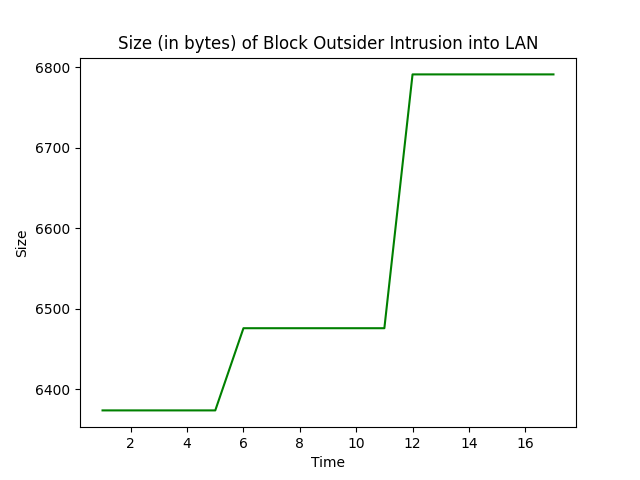 Size (in bytes) of Block Outsider Intrusion into LAN
6800
6700
6600
6500
6400
Size
2 4 6 8 10 12 14 16
Time